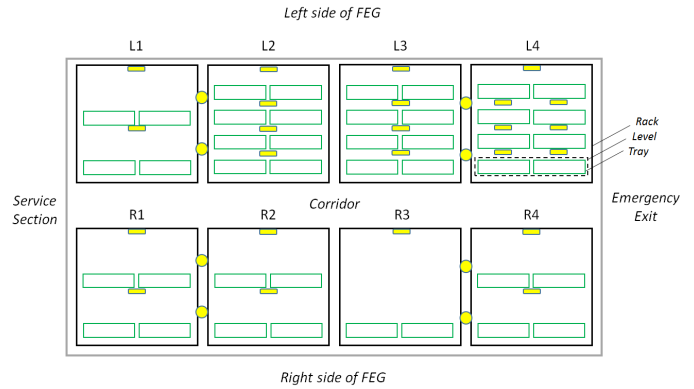 Left side of FEG
L1 L2 L3 L4
Rack
Level
Tray
Service
Section
Corridor
Emergency
Exit
R1 R2 R3 R4
Right side of FEG